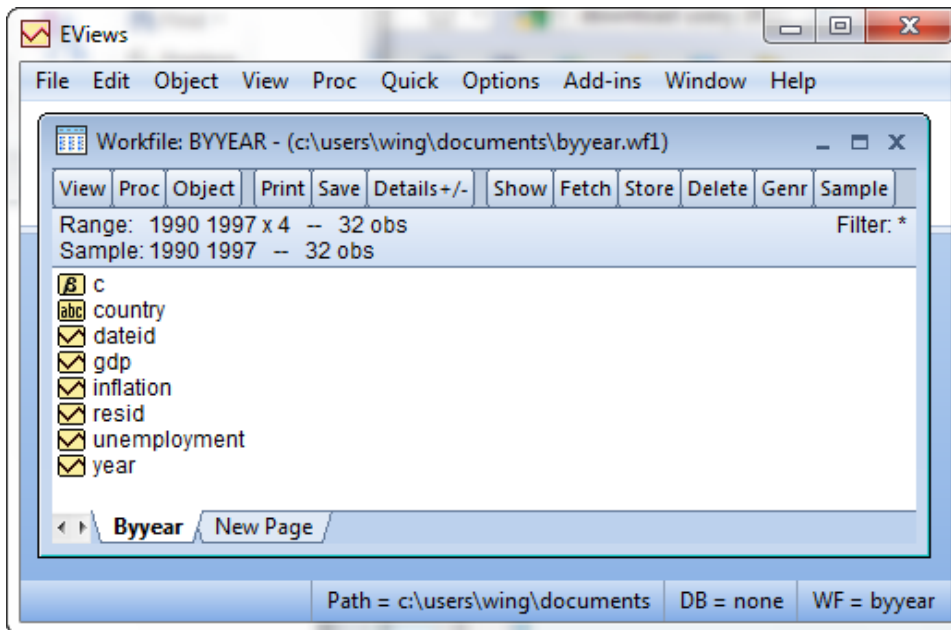 EViews
File Edit Object View Proc Quick Options Add-ins Window Help
Workfile: BYYEAR - (c:\users\wing\documents\byyear.wf1)
View Proc Object Print Save Details+/- Show Fetch Store Delete Genr Sample
Range: 1990 1997 x 4 -- 32 obs Filter: *
Sample: 1990 1997 -- 32 obs
β c
abc country
dateid
gdp
inflation
resid
unemployment
year
Byyear New Page
Path = c:\users\wing\documents DB = none WF = byyear